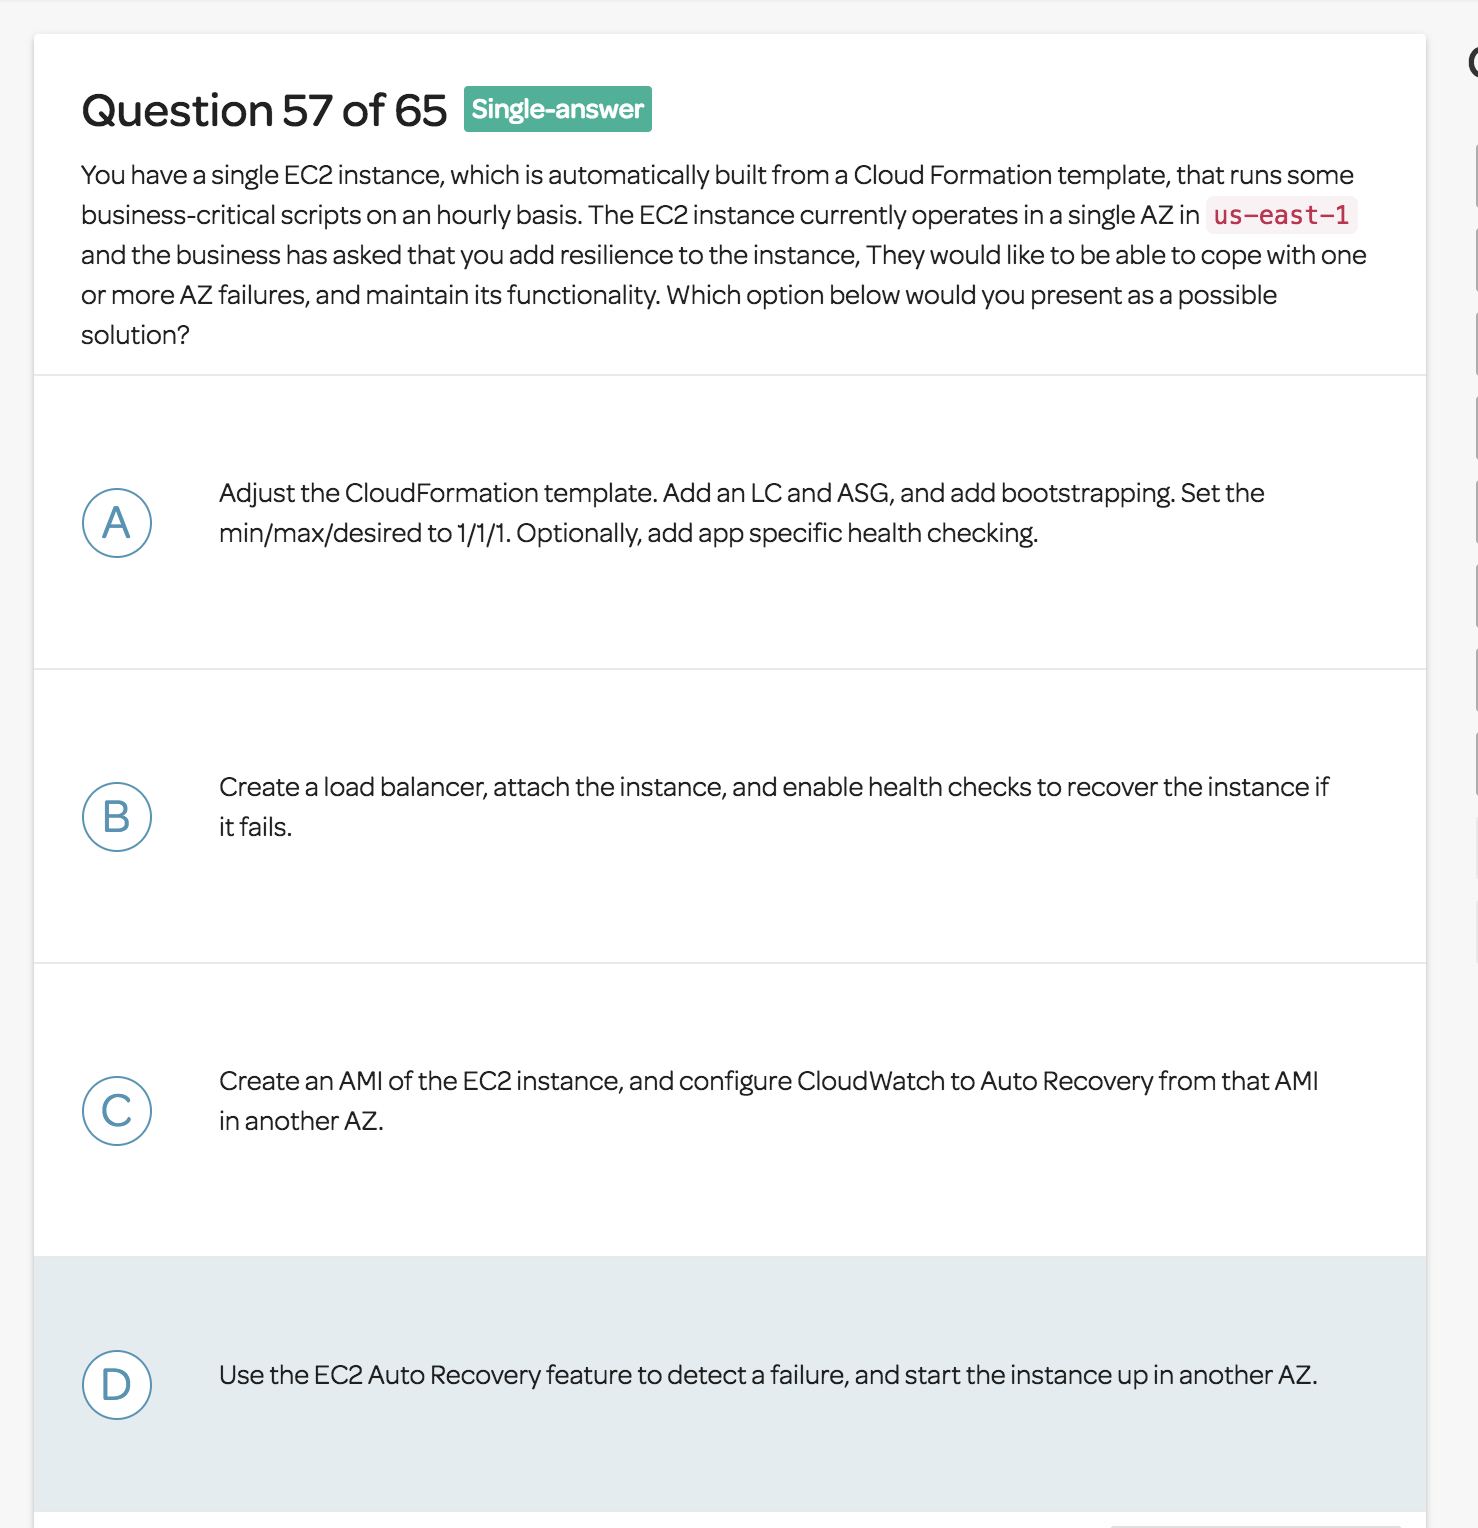 Question 57 of 65 Single-answer
You have a single EC2 instance, which is automatically built from a Cloud Formation template, that runs some
business-critical scripts on an hourly basis. The EC2 instance currently operates in a single AZ in us-east-1
and the business has asked that you add resilience to the instance, They would like to be able to cope with one
or more AZ failures, and maintain its functionality. Which option below would you present as a possible
solution?
A
Adjust the CloudFormation template. Add an LC and ASG, and add bootstrapping. Set the
min/max/desired to 1/1/1. Optionally, add app specific health checking.
B
Create a load balancer, attach the instance, and enable health checks to recover the instance if
it fails.
C
Create an AMI of the EC2 instance, and configure CloudWatch to Auto Recovery from that AMI
in another AZ.
D
Use the EC2 Auto Recovery feature to detect a failure, and start the instance up in another AZ.